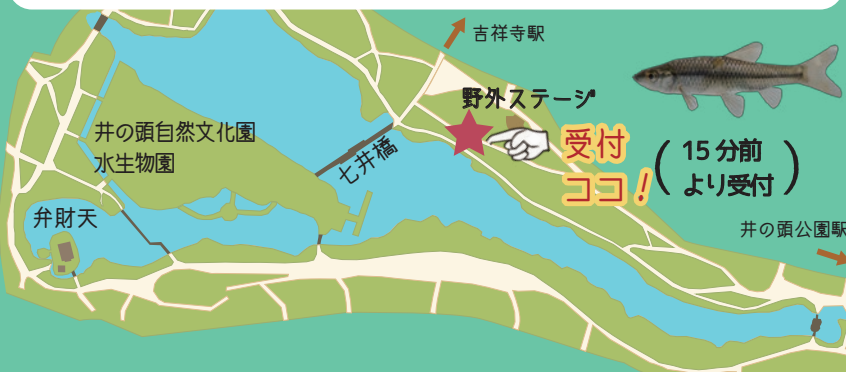 吉祥寺駅
野外ステージ
受付
ココ!
(15分前
より受付)
井の頭自然文化園
水生物園
七井橋
弁財天
井の頭公園駅